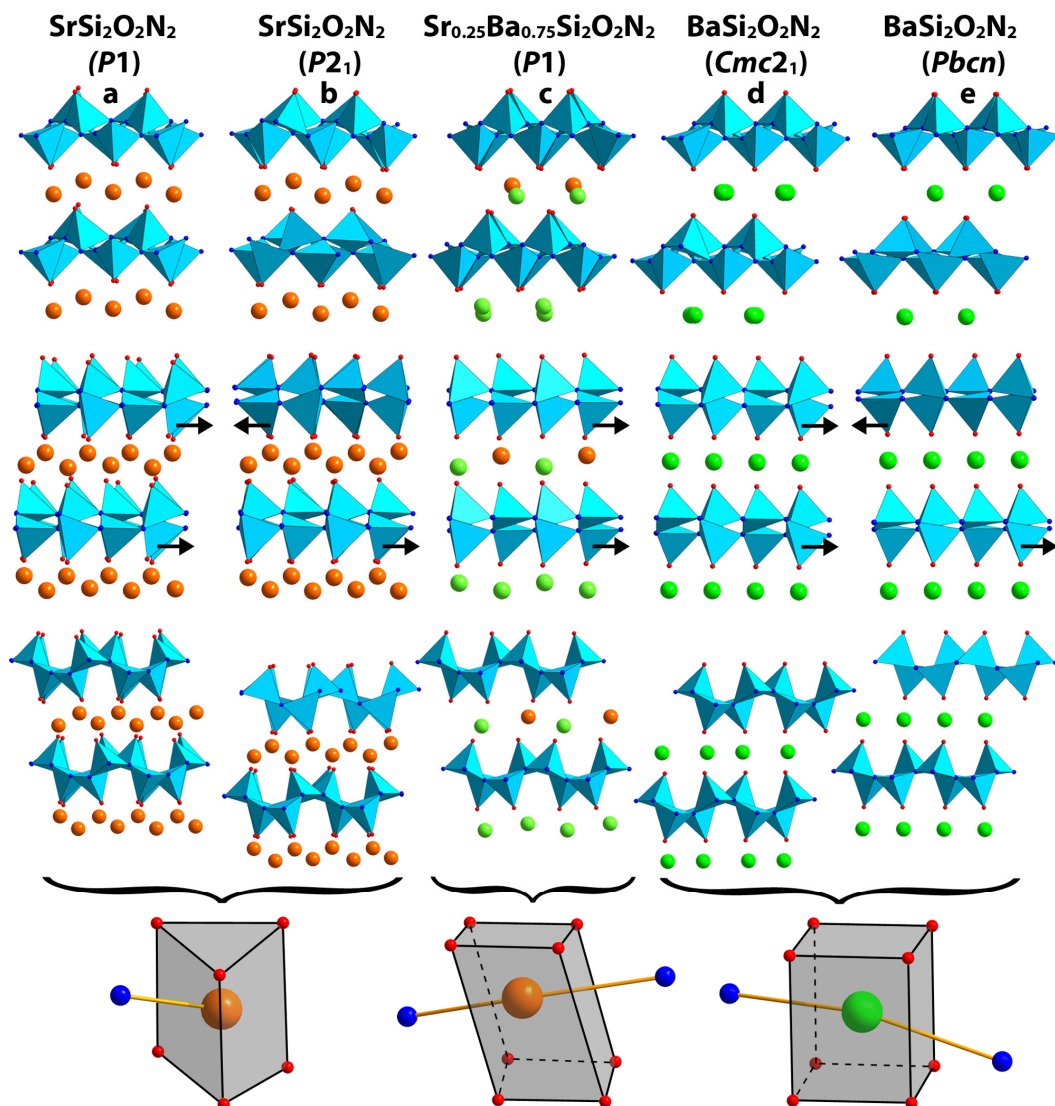 SrSi₂O₂N₂ SrSi₂O₂N₂ Sr₀.₂₅Ba₀.₇₅Si₂O₂N₂ BaSi₂O₂N₂ BaSi₂O₂N₂
(P1) (P2₁) (P1) (Cmc2₁) (Pbcn)
a b c d e